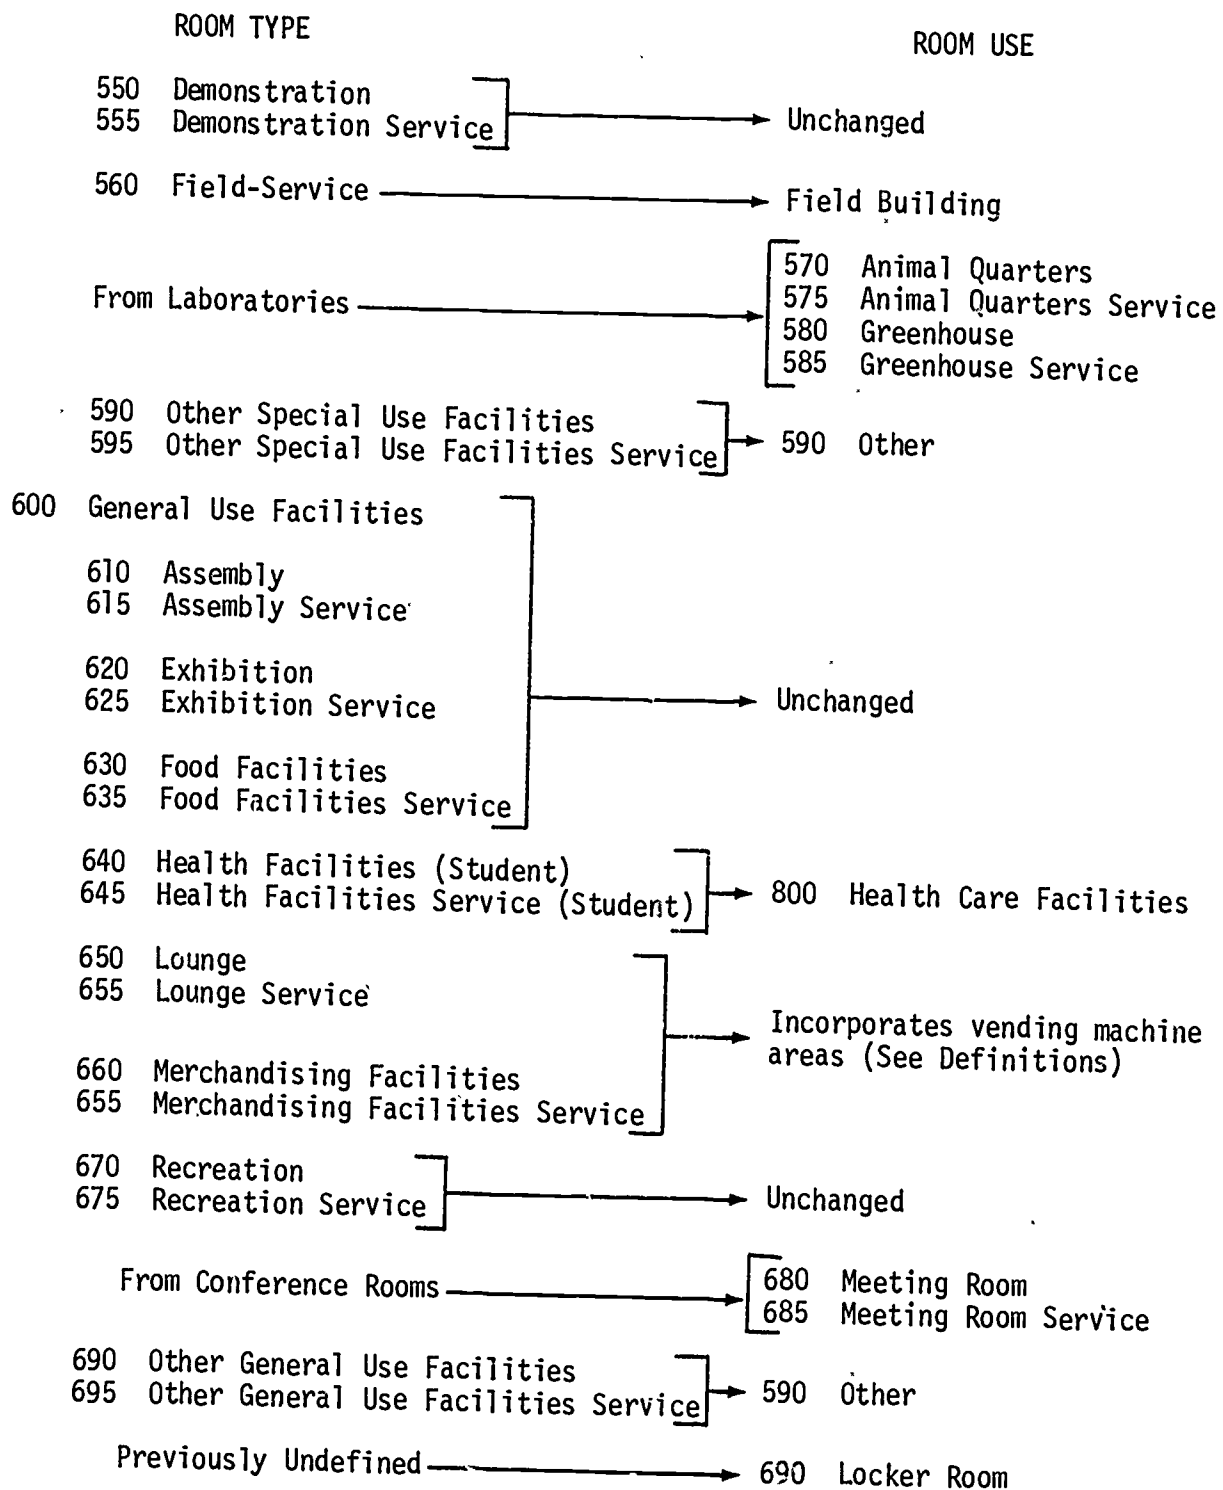 ROOM TYPE
ROOM USE
550 Demonstration
555 Demonstration Service
Unchanged
560 Field-Service
Field Building
From Laboratories
570 Animal Quarters
575 Animal Quarters Service
580 Greenhouse
585 Greenhouse Service
590 Other Special Use Facilities
595 Other Special Use Facilities Service
590 Other
600 General Use Facilities
610 Assembly
615 Assembly Service
620 Exhibition
625 Exhibition Service
630 Food Facilities
635 Food Facilities Service
Unchanged
640 Health Facilities (Student)
645 Health Facilities Service (Student)
800 Health Care Facilities
650 Lounge
655 Lounge Service
660 Merchandising Facilities
655 Merchandising Facilities Service
Incorporates vending machine
areas (See Definitions)
670 Recreation
675 Recreation Service
Unchanged
From Conference Rooms
680 Meeting Room
685 Meeting Room Service
690 Other General Use Facilities
695 Other General Use Facilities Service
590 Other
Previously Undefined
690 Locker Room